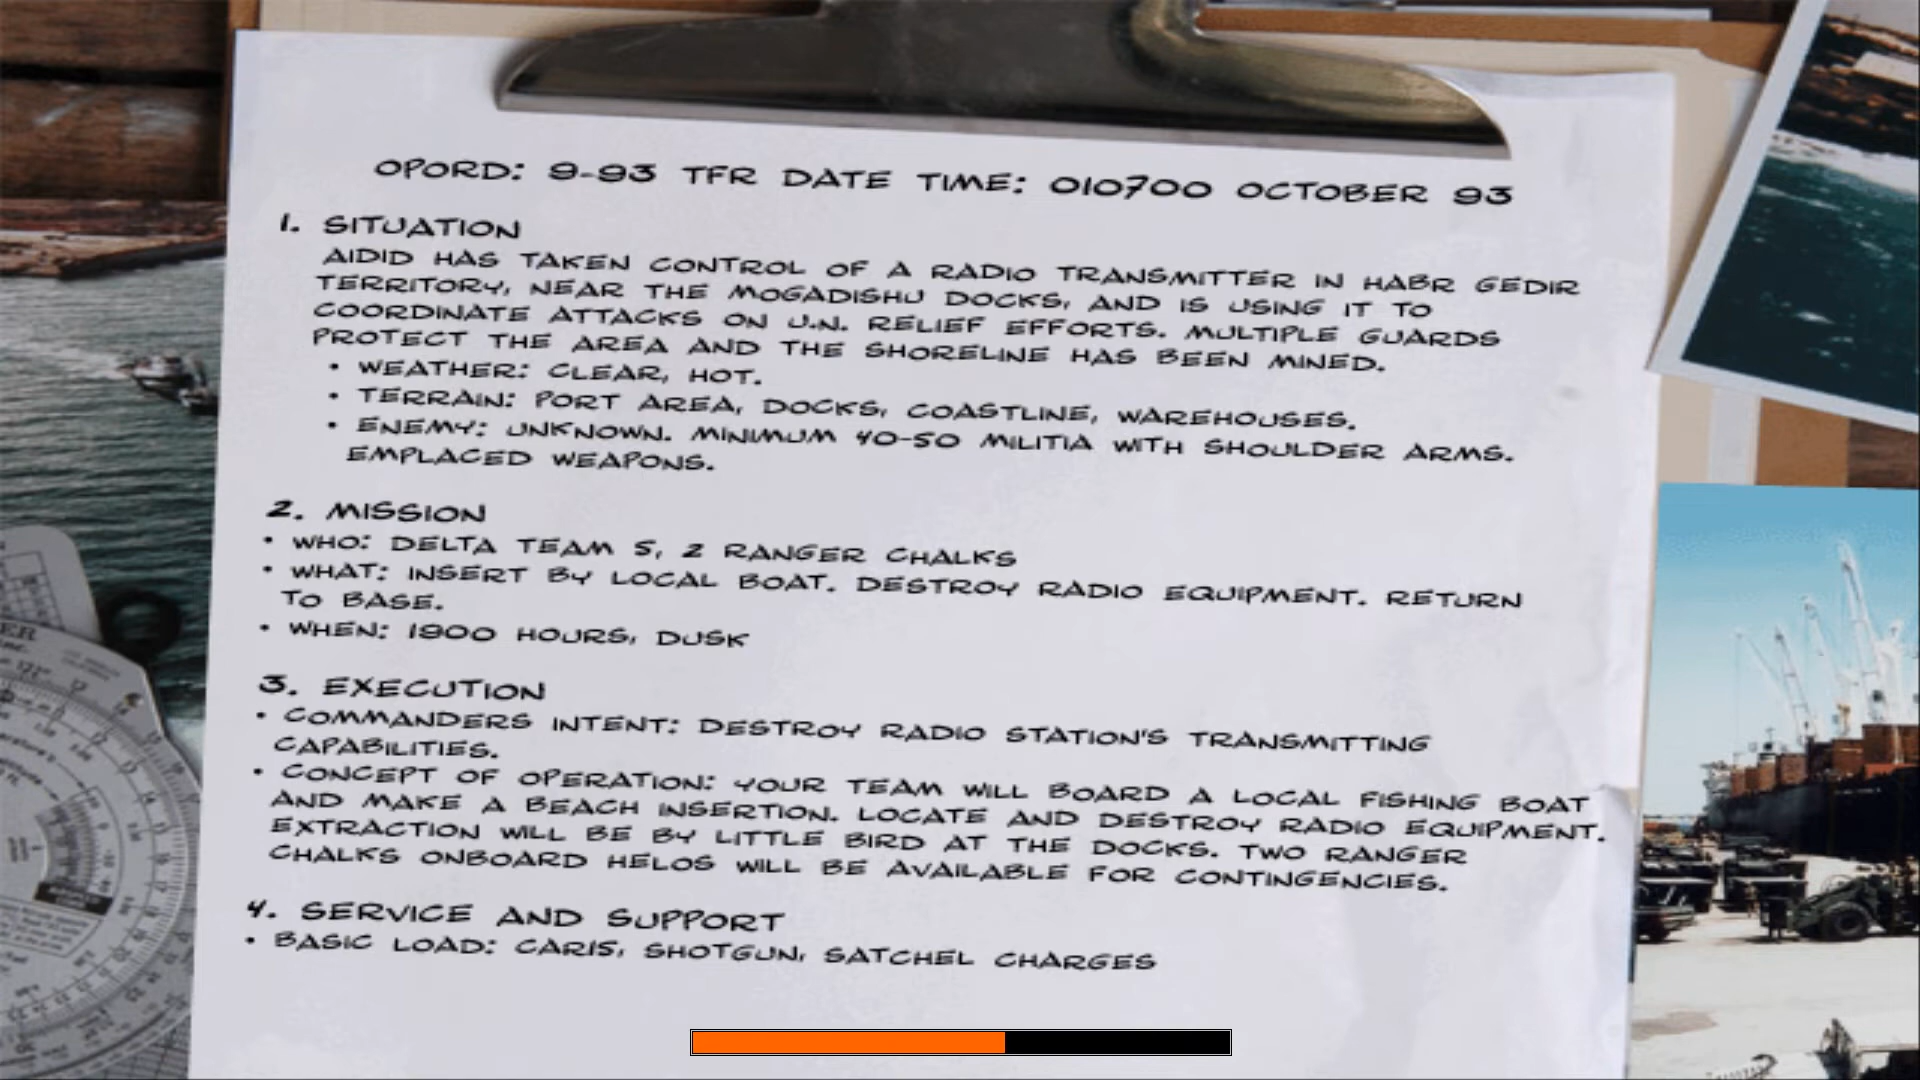 OPORD: 9-93 TFR DATE TIME: 010700 OCTOBER 93
1. SITUATION
AIDID HAS TAKEN CONTROL OF A RADIO TRANSMITTER IN HABR GEDIR
TERRITORY, NEAR THE MOGADISHU DOCKS, AND IS USING IT TO
COORDINATE ATTACKS ON U.N. RELIEF EFFORTS. MULTIPLE GUARDS
PROTECT THE AREA AND THE SHORELINE HAS BEEN MINED.
• WEATHER: CLEAR, HOT.
• TERRAIN: PORT AREA, DOCKS, COASTLINE, WAREHOUSES.
• ENEMY: UNKNOWN. MINIMUM 40-50 MILITIA WITH SHOULDER ARMS.
EMPLACED WEAPONS.
2. MISSION
• WHO: DELTA TEAM 5, 2 RANGER CHALKS
• WHAT: INSERT BY LOCAL BOAT. DESTROY RADIO EQUIPMENT. RETURN
TO BASE.
• WHEN: 1900 HOURS, DUSK
3. EXECUTION
• COMMANDERS INTENT: DESTROY RADIO STATION'S TRANSMITTING
CAPABILITIES.
• CONCEPT OF OPERATION: YOUR TEAM WILL BOARD A LOCAL FISHING BOAT
AND MAKE A BEACH INSERTION. LOCATE AND DESTROY RADIO EQUIPMENT.
EXTRACTION WILL BE BY LITTLE BIRD AT THE DOCKS. TWO RANGER
CHALKS ONBOARD HELOS WILL BE AVAILABLE FOR CONTINGENCIES.
4. SERVICE AND SUPPORT
• BASIC LOAD: CAR15, SHOTGUN, SATCHEL CHARGES